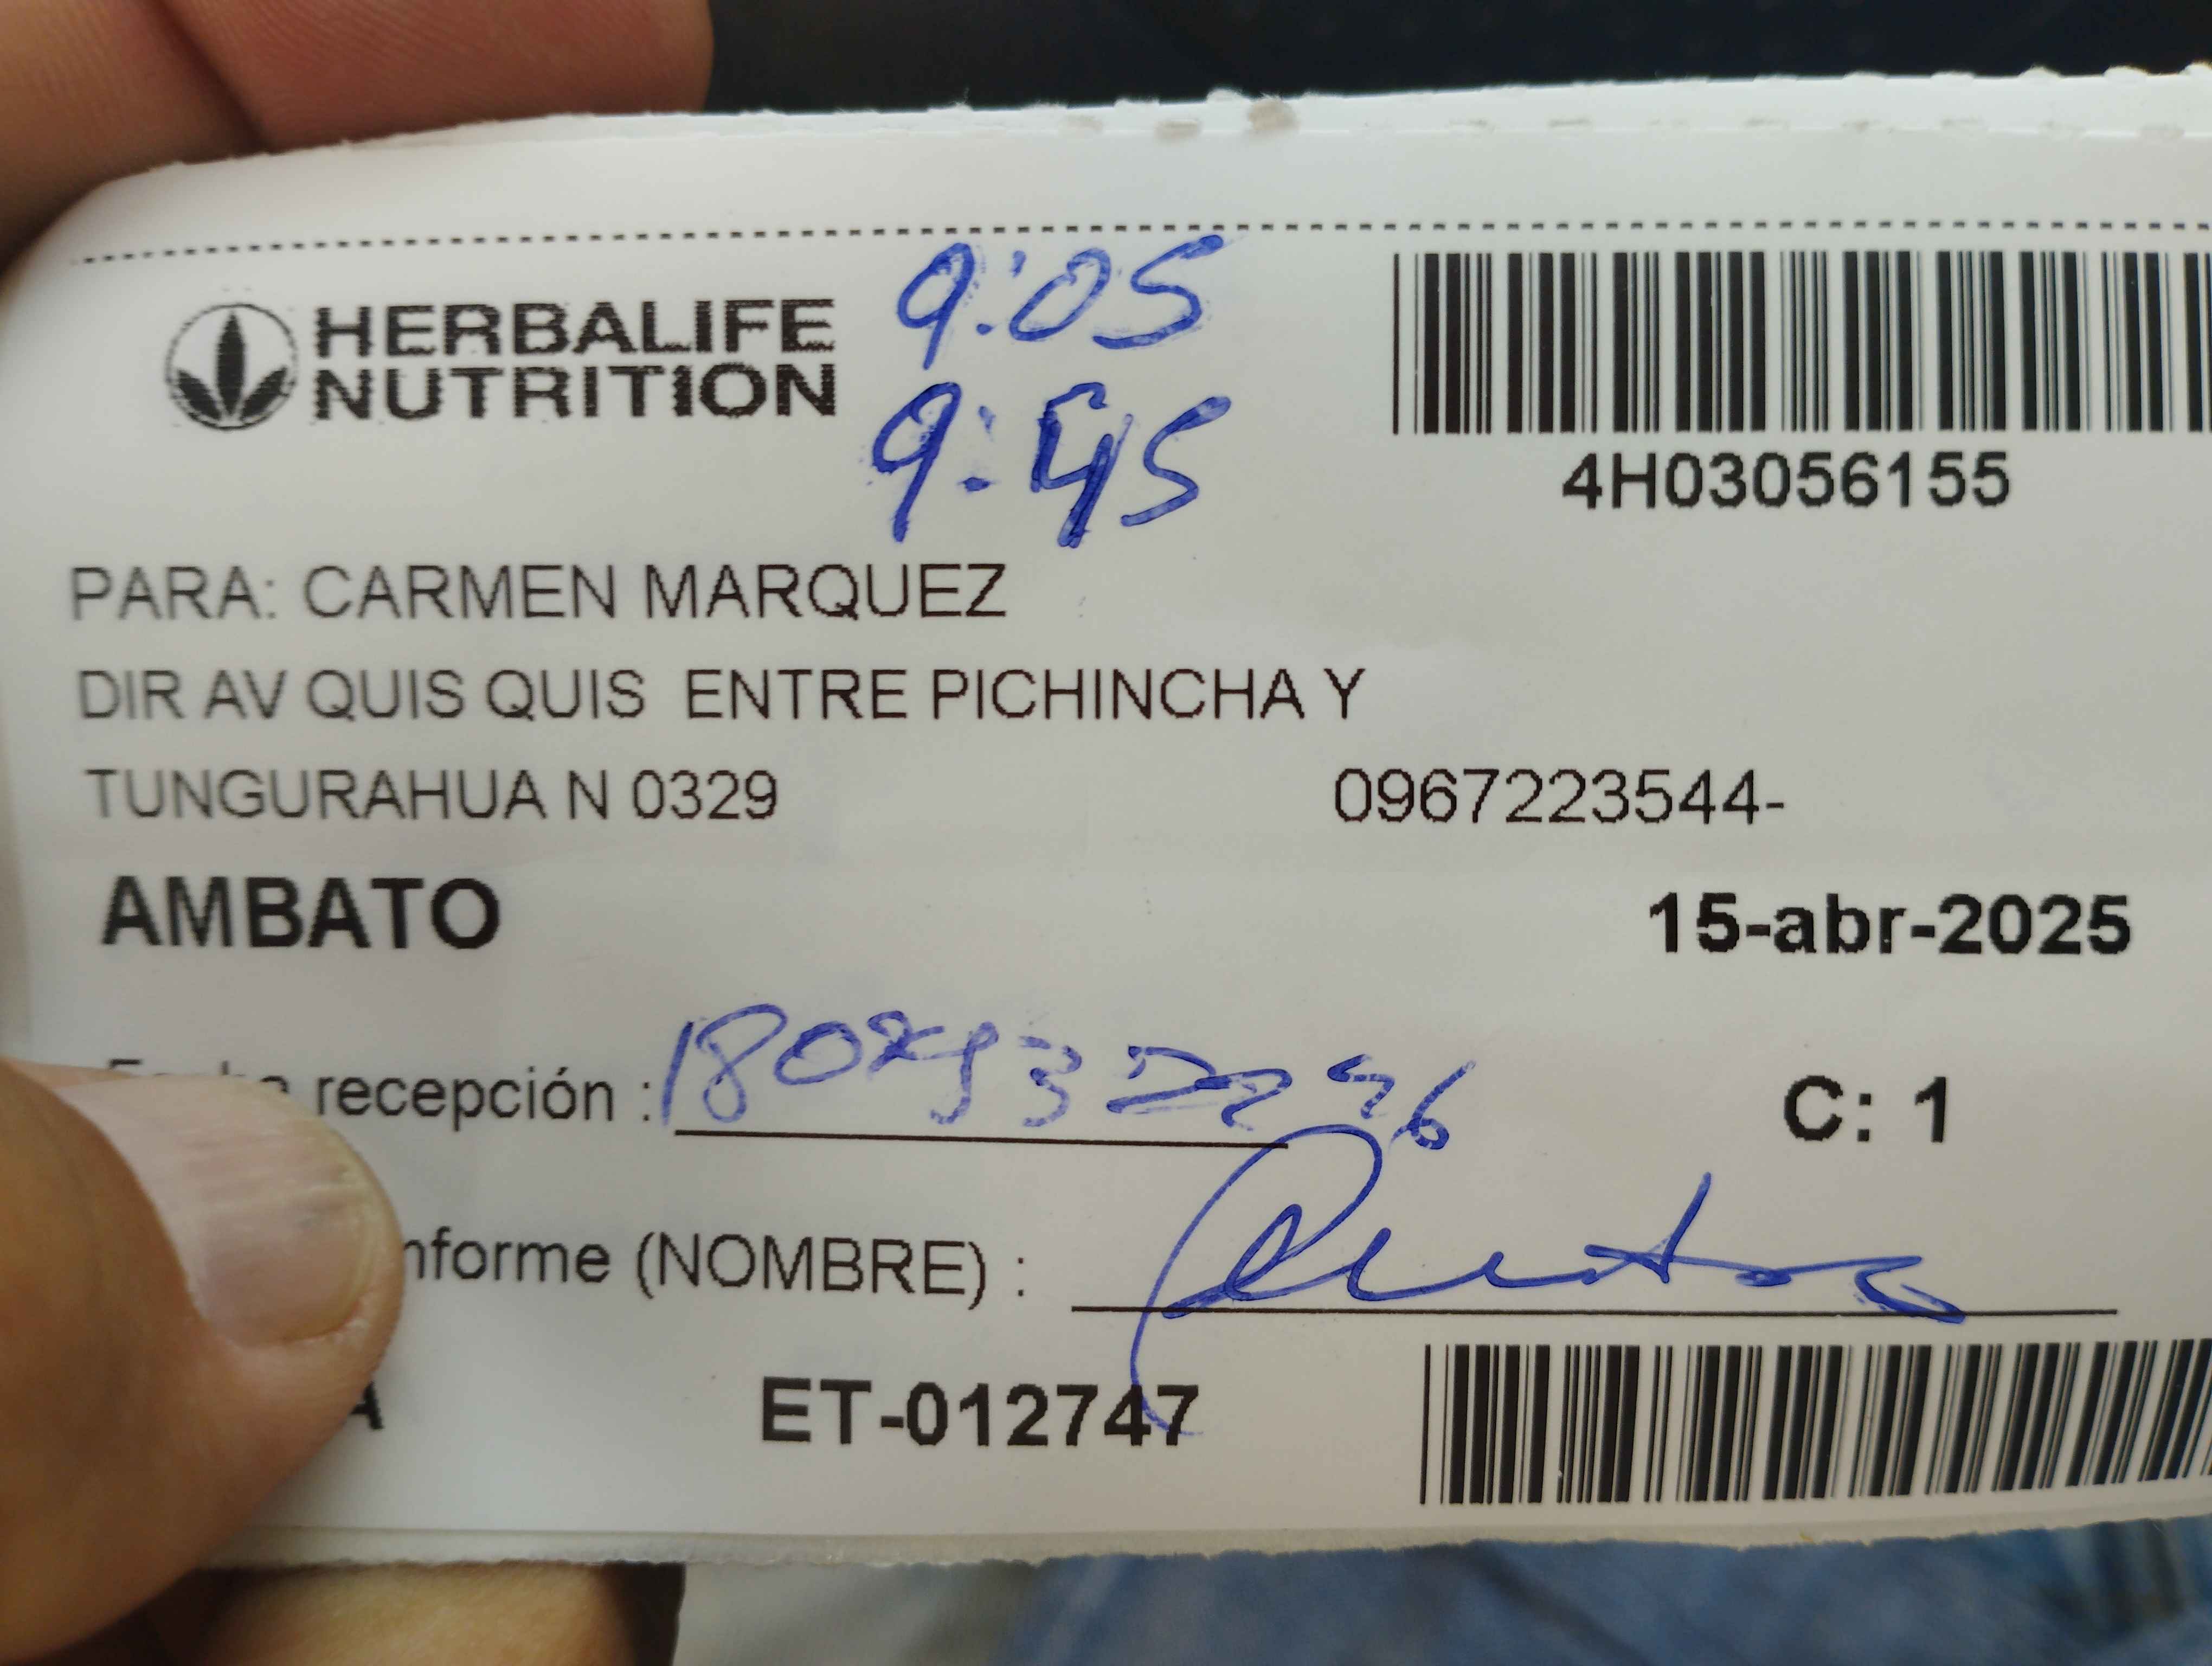 HERBALIFE
NUTRITION
9:05
9:45
4H03056155
PARA: CARMEN MARQUEZ
DIR AV QUIS QUIS ENTRE PICHINCHA Y
TUNGURAHUA N 0329 0967223544-
AMBATO
15-abr-2025
recepción :
C: 1
(NOMBRE) :
ET-012747